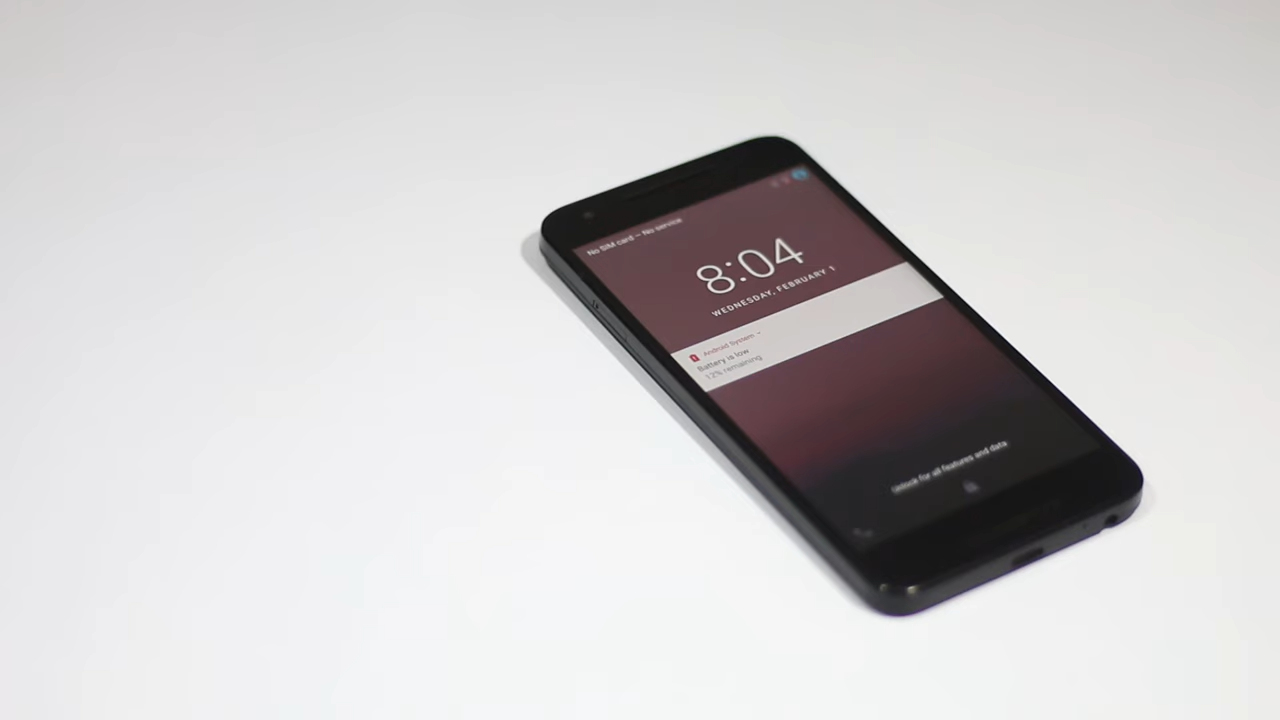 No SIM card — No service
8:04
WEDNESDAY, FEBRUARY 1
Android System
Battery is low
12% remaining
Unlock for all features and data